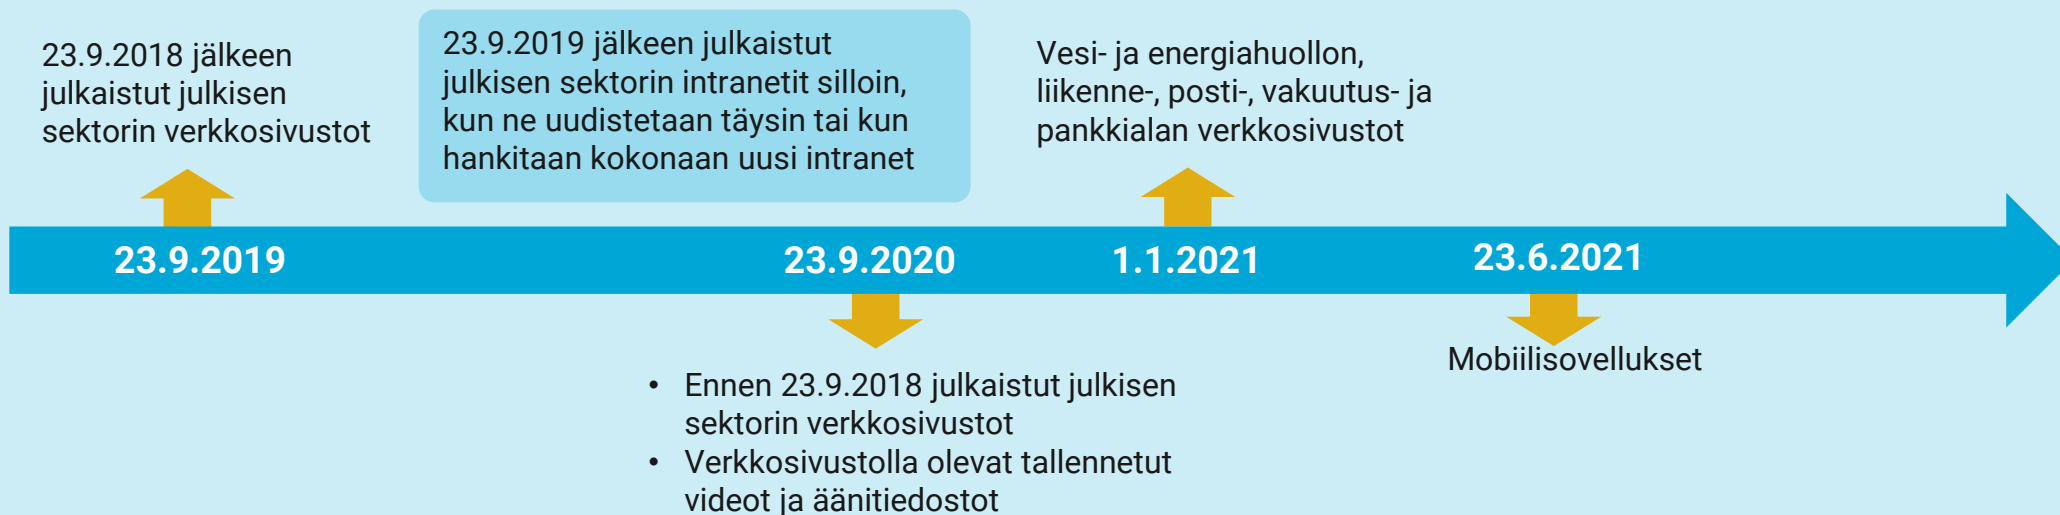 23.9.2018 jälkeen
julkaistut julkisen
sektorin verkkosivustot
23.9.2019 jälkeen julkaistut
julkisen sektorin intranetit silloin,
kun ne uudistetaan täysin tai kun
hankitaan kokonaan uusi intranet
Vesi- ja energiahuollon,
liikenne-, posti-, vakuutus- ja
pankkialan verkkosivustot
23.9.2019
23.9.2020
1.1.2021
23.6.2021
• Ennen 23.9.2018 julkaistut julkisen
sektorin verkkosivustot
• Verkkosivustolla olevat tallennetut
videot ja äänitiedostot
Mobiilisovellukset